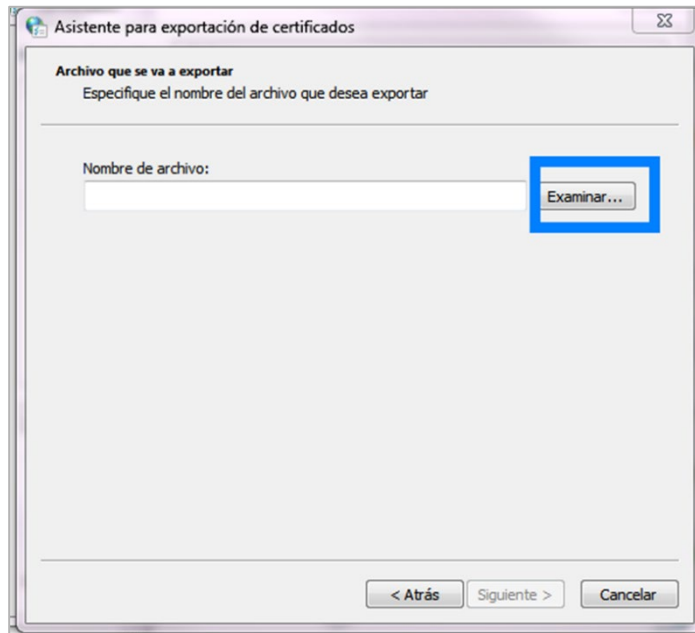 Asistente para exportación de certificados
Archivo que se va a exportar
Especifique el nombre del archivo que desea exportar
Nombre de archivo:
Examinar...
< Atrás
Siguiente >
Cancelar